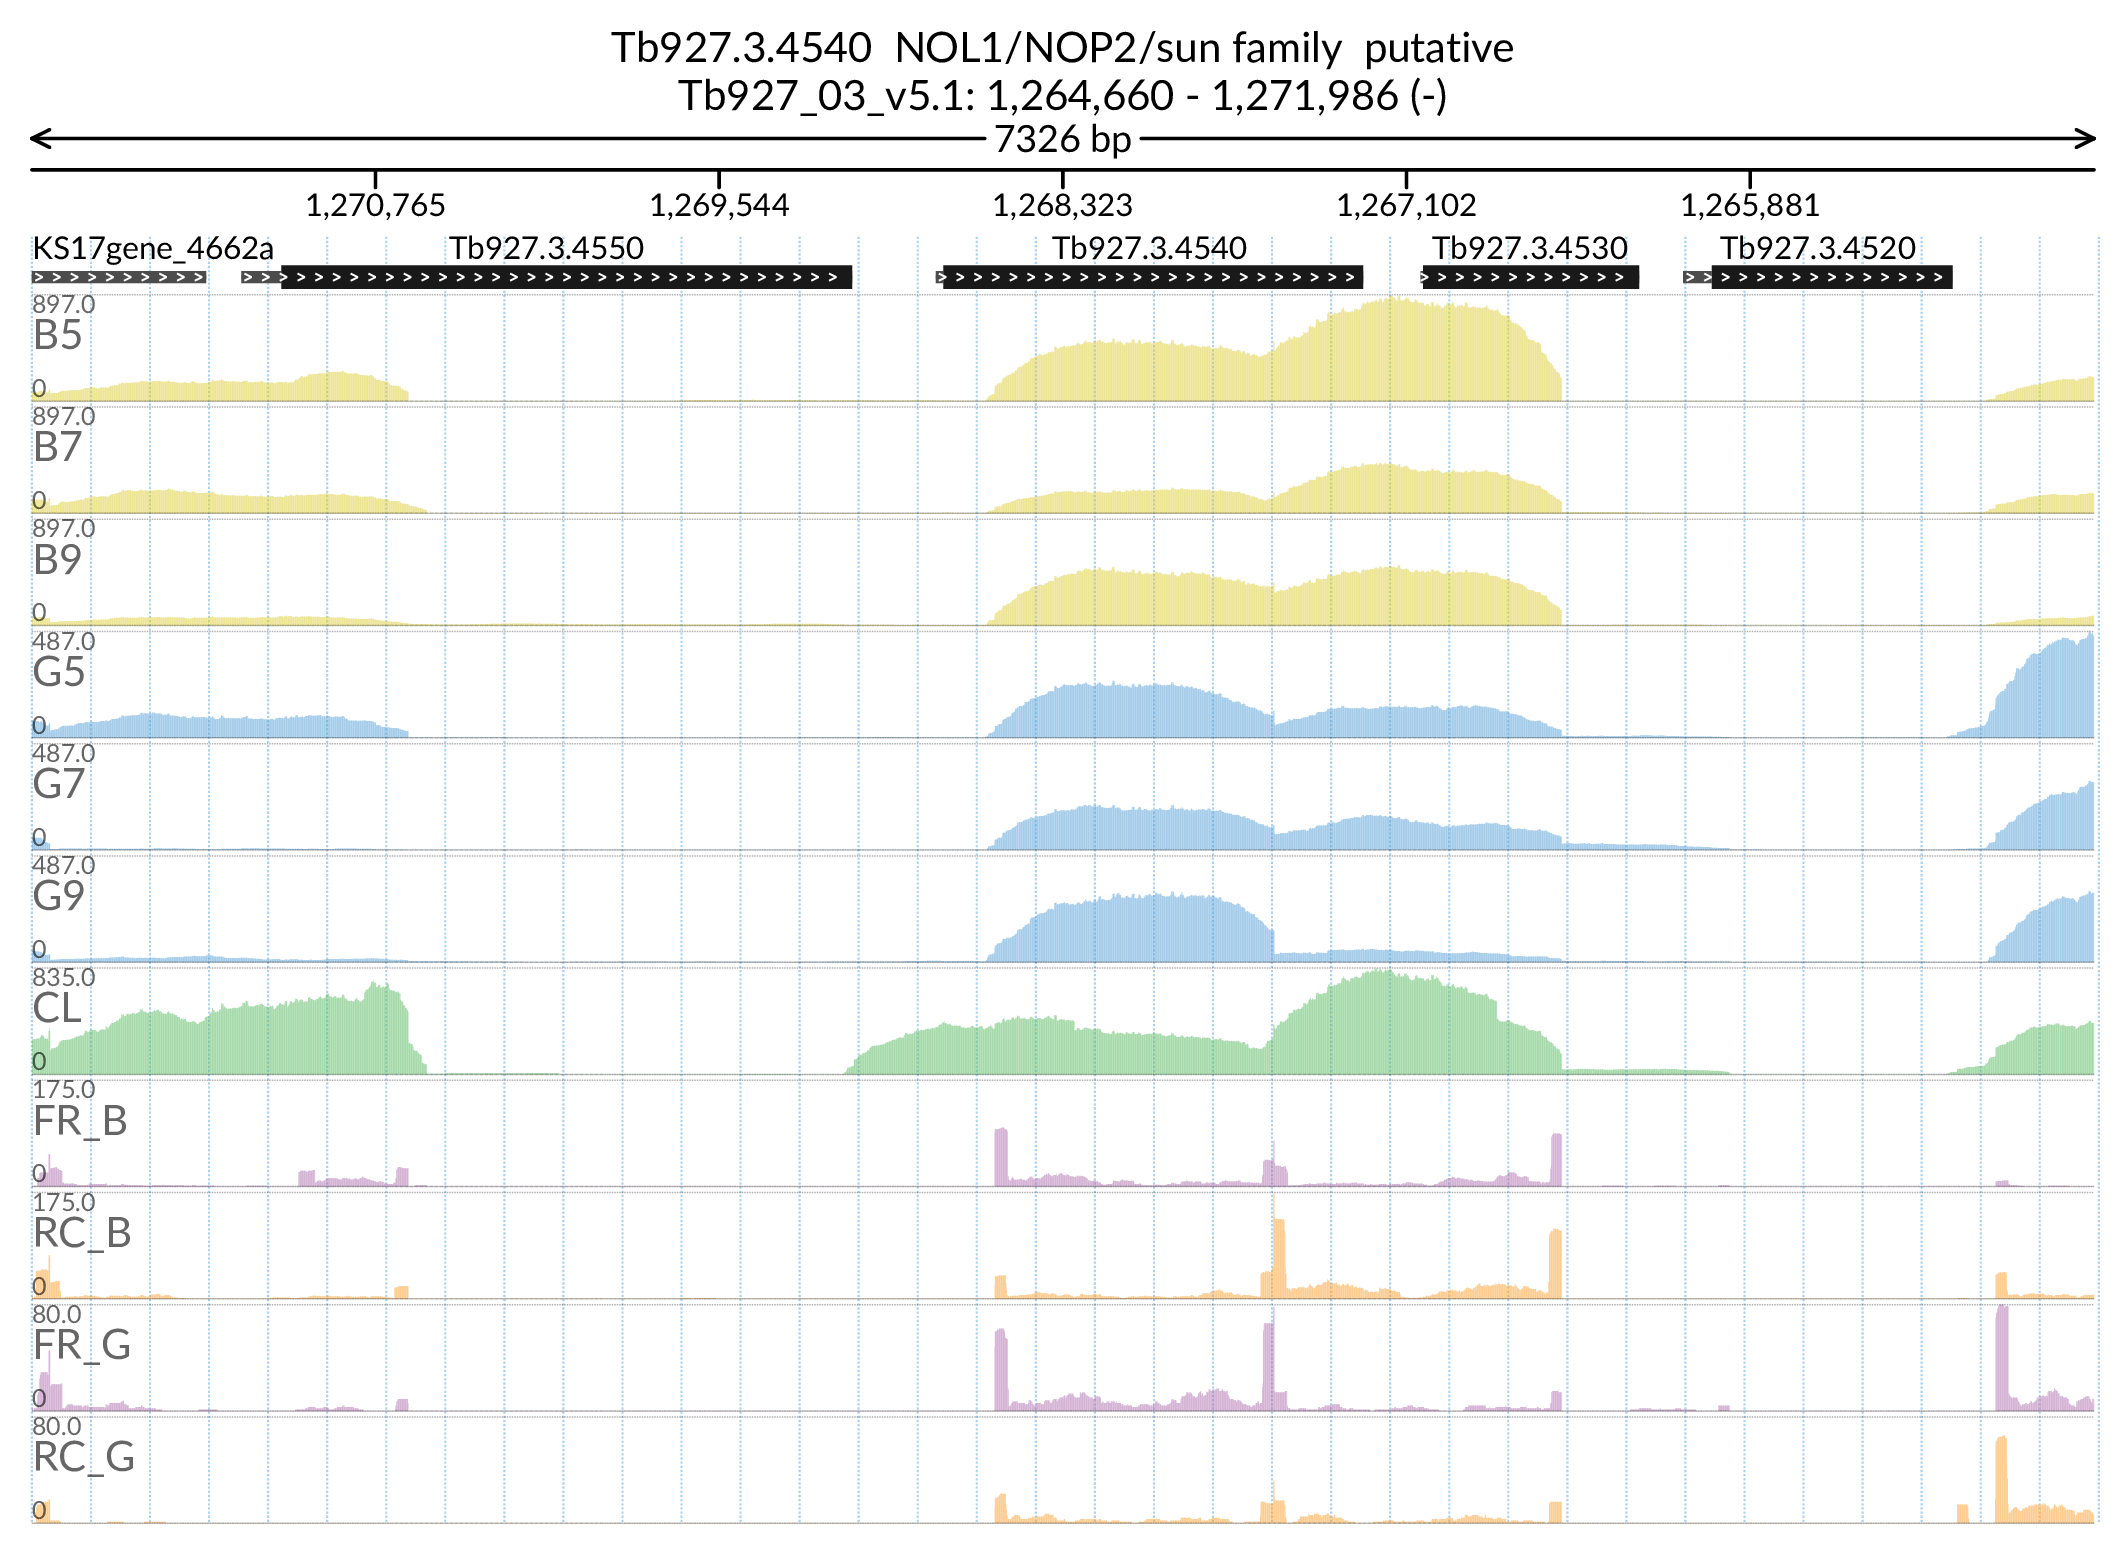 Tb927.3.4540 NOL1/NOP2/sun family putative
Tb927_03_v5.1: 1,264,660 - 1,271,986 (-)
7326 bp
1,270,765 1,269,544 1,268,323 1,267,102 1,265,881
KS17gene_4662a Tb927.3.4550 Tb927.3.4540 Tb927.3.4530 Tb927.3.4520
897.0
B5
0
897.0
B7
0
897.0
B9
0
487.0
G5
0
487.0
G7
0
487.0
G9
0
835.0
CL
0
175.0
FR_B
0
175.0
RC_B
0
80.0
FR_G
0
80.0
RC_G
0